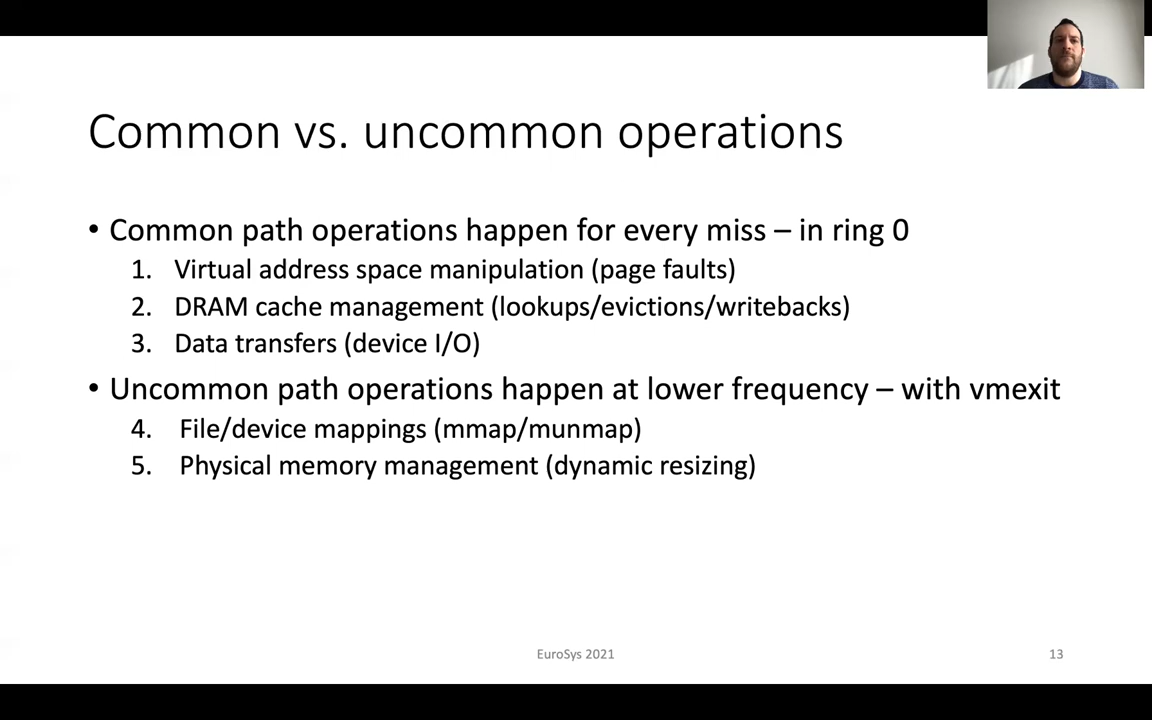 Common vs. uncommon operations
• Common path operations happen for every miss – in ring 0
1. Virtual address space manipulation (page faults)
2. DRAM cache management (lookups/evictions/writebacks)
3. Data transfers (device I/O)
• Uncommon path operations happen at lower frequency – with vmexit
4. File/device mappings (mmap/munmap)
5. Physical memory management (dynamic resizing)
EuroSys 2021
13